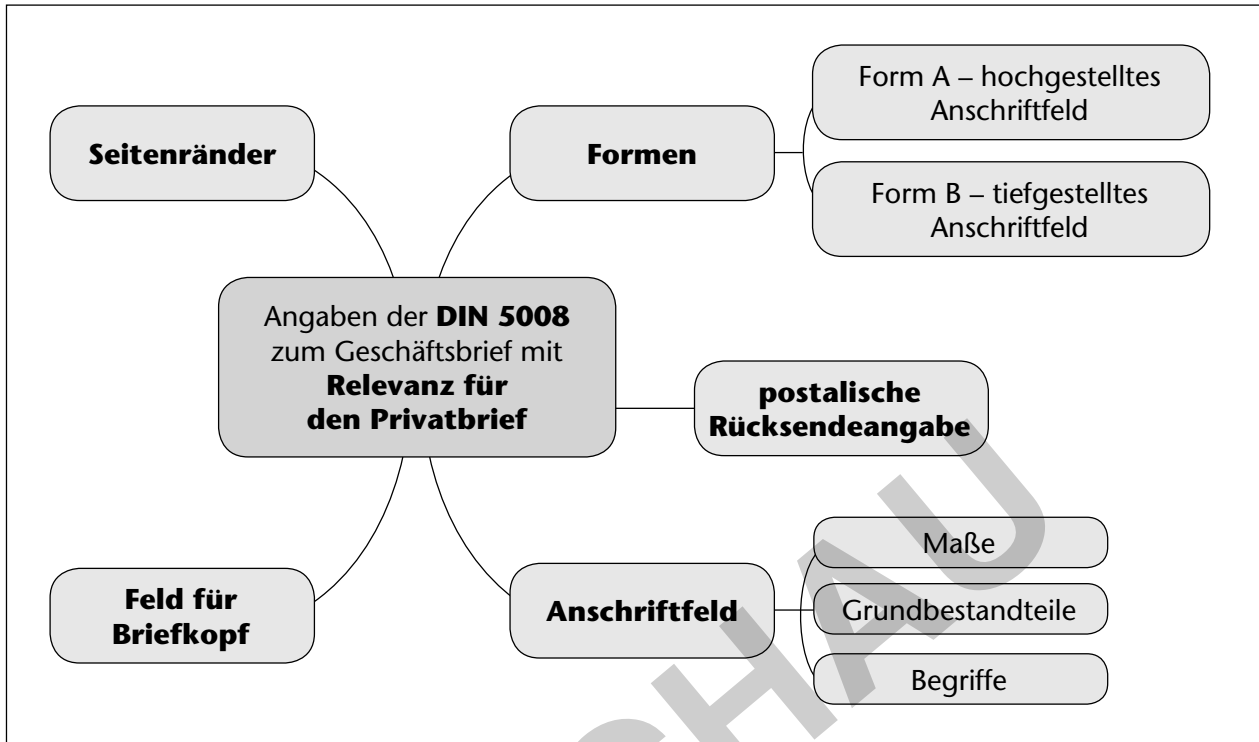 Seitenränder
Formen
Form A – hochgestelltes
Anschriftfeld
Form B – tiefgestelltes
Anschriftfeld
Angaben der DIN 5008
zum Geschäftsbrief mit
Relevanz für
den Privatbrief
postalische
Rücksendeangabe
Feld für
Briefkopf
Anschriftfeld
Maße
Grundbestandteile
Begriffe
SCHAU